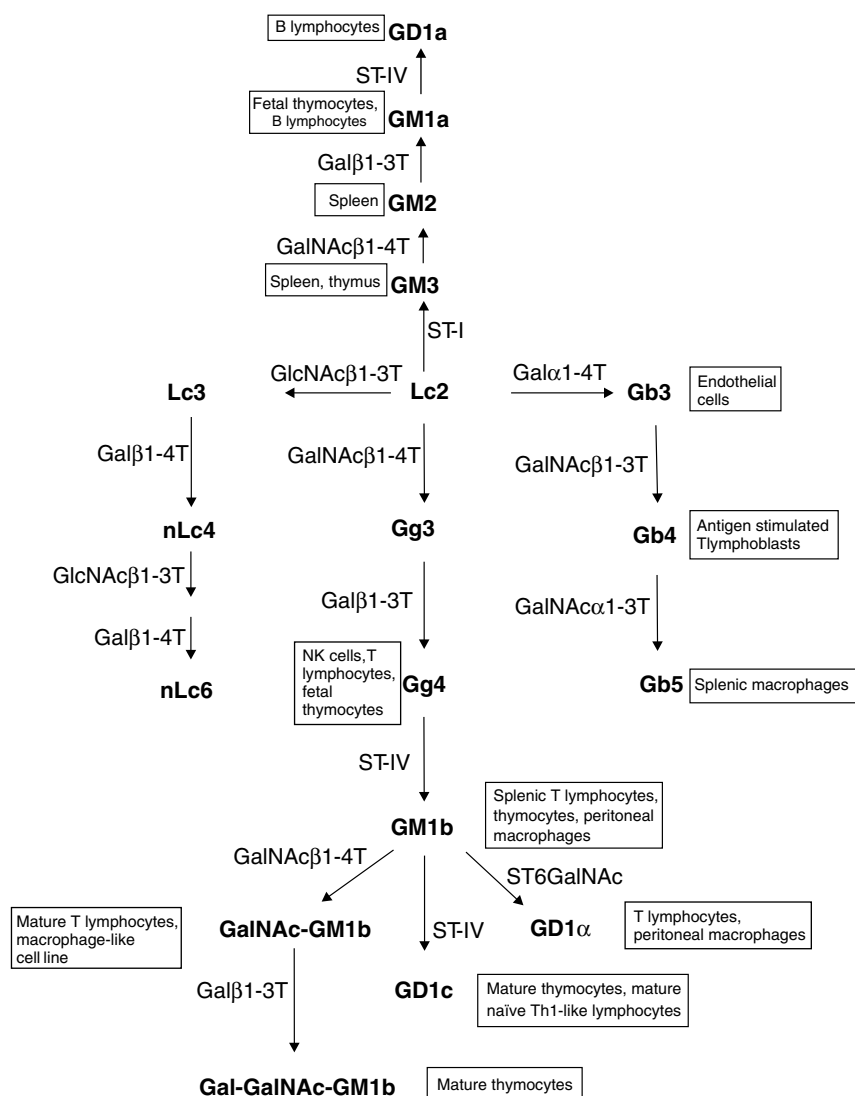 B lymphocytes
GD1a
ST-IV
Fetal thymocytes,
B lymphocytes
GM1a
Galβ1-3T
Spleen
GM2
GalNAcβ1-4T
Spleen, thymus
GM3
ST-I
Lc3
GlcNAcβ1-3T
Lc2
Galα1-4T
Gb3
Endothelial
cells
Galβ1-4T
GalNAcβ1-4T
GalNAcβ1-3T
nLc4
Gg3
Gb4
Antigen stimulated
Tlymphoblasts
GlcNAcβ1-3T
Galβ1-3T
GalNAcα1-3T
Galβ1-4T
nLc6
NK cells,T
lymphocytes,
fetal
thymocytes
Gg4
Gb5
Splenic macrophages
ST-IV
GM1b
Splenic T lymphocytes,
thymocytes, peritoneal
macrophages
GalNAcβ1-4T
ST6GalNAc
Mature T lymphocytes,
macrophage-like
cell line
GalNAc-GM1b
ST-IV
GD1α
T lymphocytes,
peritoneal macrophages
Galβ1-3T
GD1c
Mature thymocytes, mature
naïve Th1-like lymphocytes
Gal-GalNAc-GM1b
Mature thymocytes